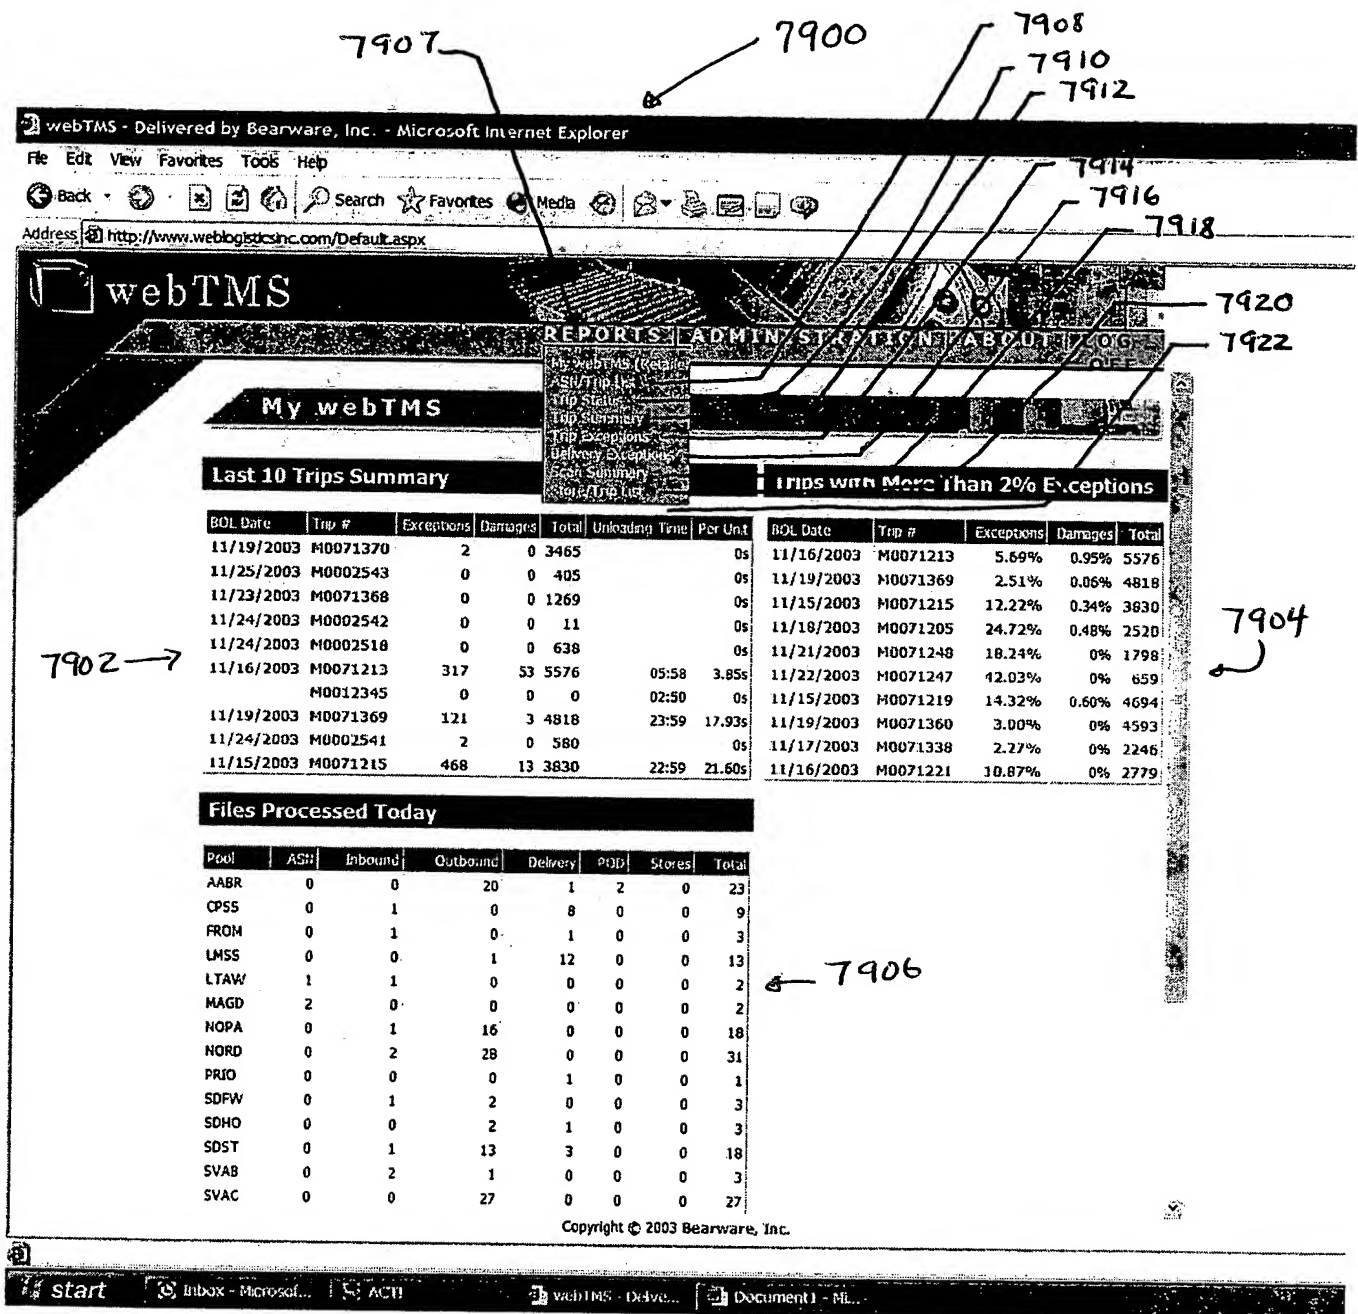 7907
7900
7908
7910
7912
webTMS - Delivered by Bearware, Inc. - Microsoft Internet Explorer
File Edit View Favorites Tools Help
7914
Back Search Favorites Media
7916
Address http://www.weblogisticsinc.com/Default.aspx
7918
webTMS
7920
REPORTS | ADMINISTRATION | ABOUT | LOG OFF
7922
ASN/Trip List
Trip Status
Trip Summary
Trip Exceptions
Delivery Exceptions
Scan Summary
Store/Trip List
My webTMS
Last 10 Trips Summary
Trips with More Than 2% Exceptions
BOL Date Trip # Exceptions Damages Total Unloading Time Per Unit
11/19/2003 M0071370 2 0 3465 0s
11/25/2003 M0002543 0 0 405 0s
11/23/2003 M0071368 0 0 1269 0s
11/24/2003 M0002542 0 0 11 0s
11/24/2003 M0002518 0 0 638 0s
11/16/2003 M0071213 317 53 5576 05:58 3.85s
M0012345 0 0 0 02:50 0s
11/19/2003 M0071369 121 3 4818 23:59 17.93s
11/24/2003 M0002541 2 0 580 0s
11/15/2003 M0071215 468 13 3830 22:59 21.60s
7902
BOL Date Trip # Exceptions Damages Total
11/16/2003 M0071213 5.69% 0.95% 5576
11/19/2003 M0071369 2.51% 0.06% 4818
11/15/2003 M0071215 12.22% 0.34% 3830
11/18/2003 M0071205 24.72% 0.48% 2520
11/21/2003 M0071248 18.24% 0% 1798
11/22/2003 M0071247 42.03% 0% 659
11/15/2003 M0071219 14.32% 0.60% 4694
11/19/2003 M0071360 3.00% 0% 4593
11/17/2003 M0071338 2.27% 0% 2246
11/16/2003 M0071221 10.87% 0% 2779
7904
Files Processed Today
Pool ASN Inbound Outbound Delivery POD Stores Total
AABR 0 0 20 1 2 0 23
CPSS 0 1 0 8 0 0 9
FROM 0 1 0 1 0 0 3
LMSS 0 0 1 12 0 0 13
LTAW 1 1 0 0 0 0 2
MAGD 2 0 0 0 0 0 2
NOPA 0 1 16 0 0 0 18
NORD 0 2 28 0 0 0 31
PRIO 0 0 0 1 0 0 1
SDFW 0 1 2 0 0 0 3
SDHO 0 0 2 1 0 0 3
SDST 0 1 13 3 0 0 18
SVAB 0 2 1 0 0 0 3
SVAC 0 0 27 0 0 0 27
7906
Copyright © 2003 Bearware, Inc.
start Inbox - Microsof... ACT! webTMS - Delive... Document1 - Mi...